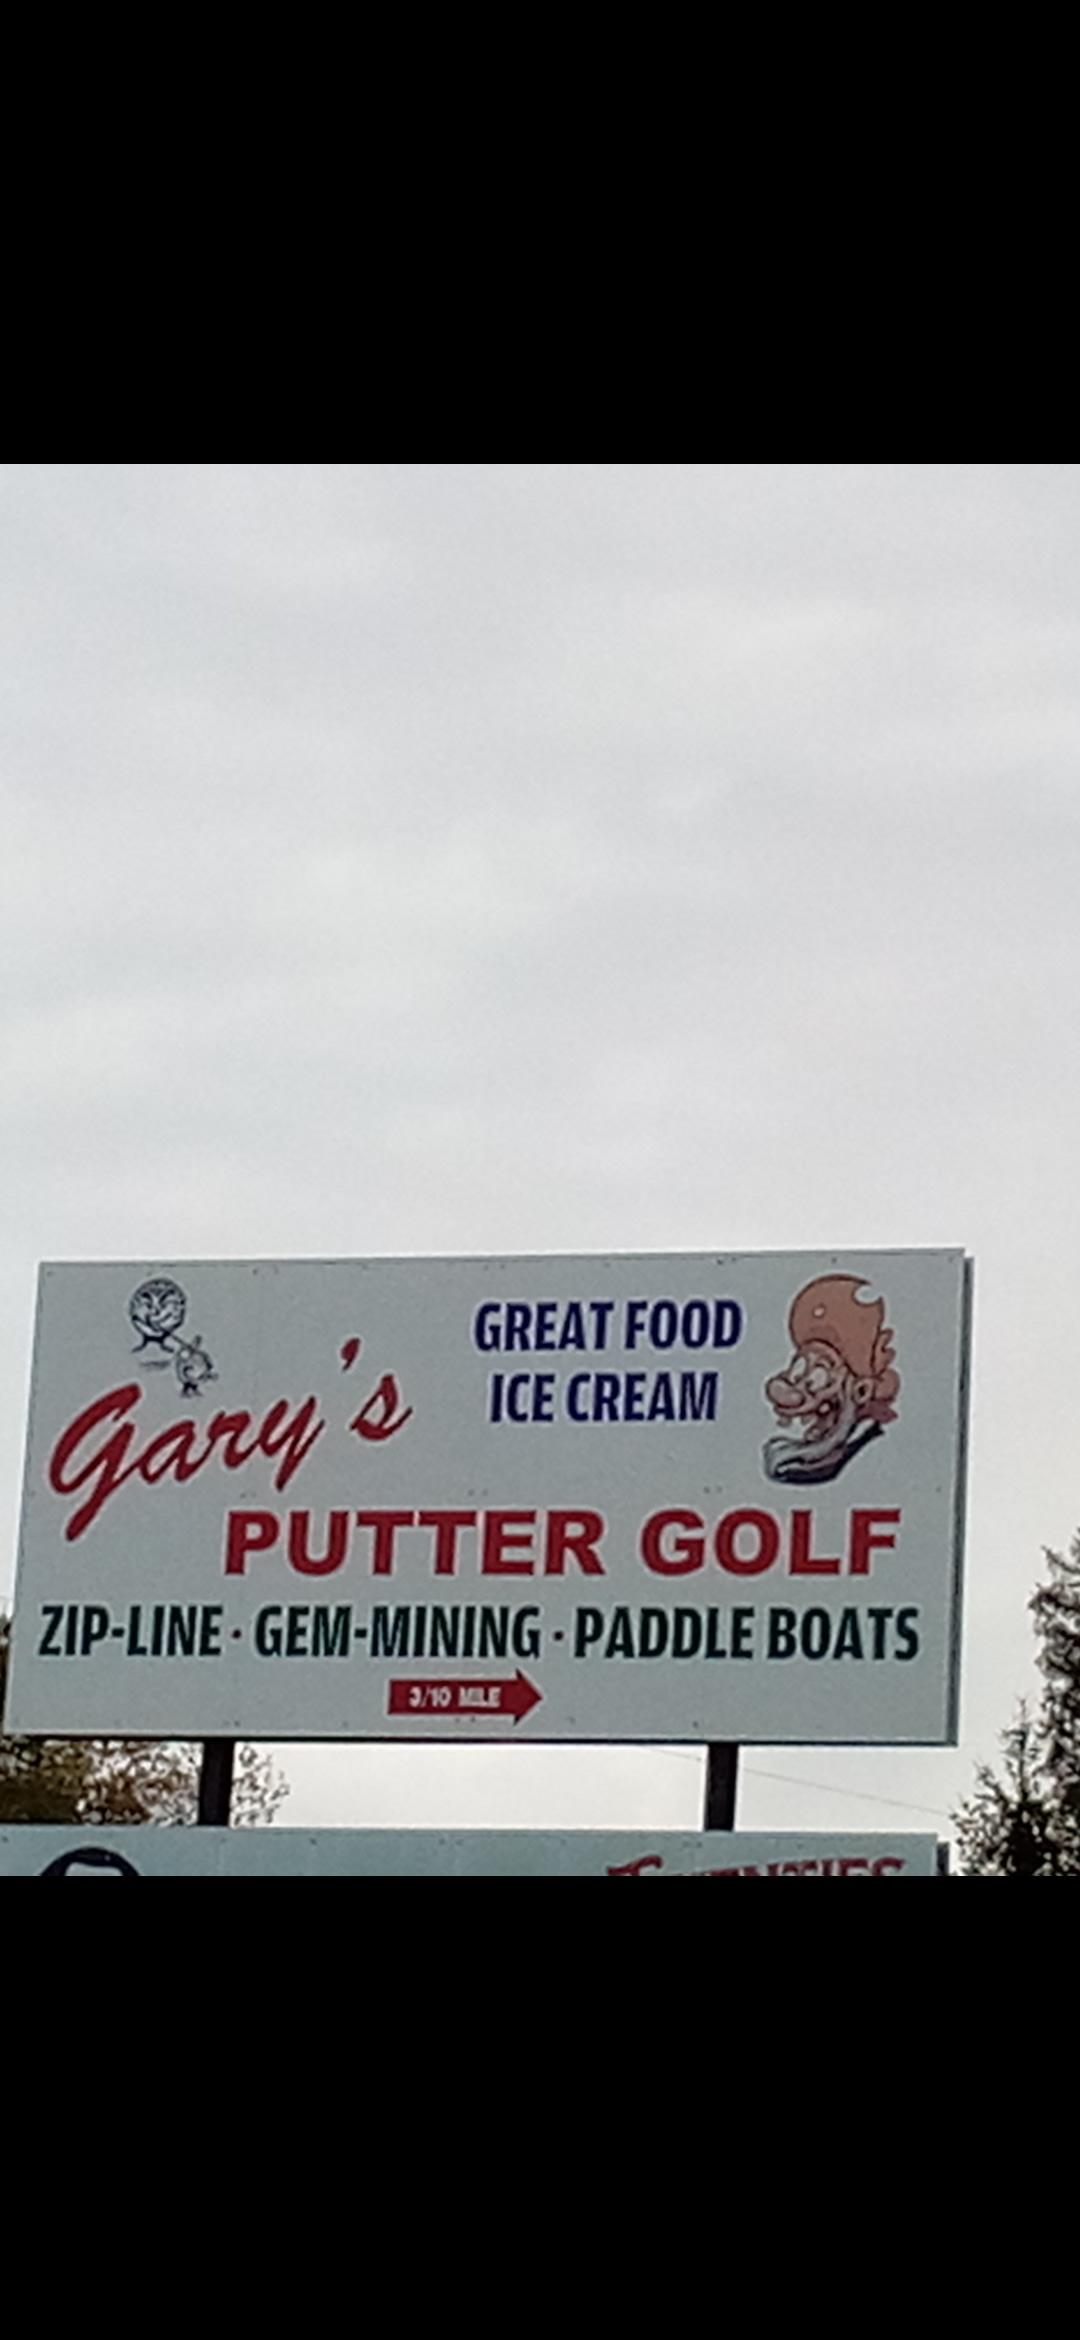 Gary's
GREAT FOOD
ICE CREAM
PUTTER GOLF
ZIP-LINE · GEM-MINING · PADDLE BOATS
3/10 MILE